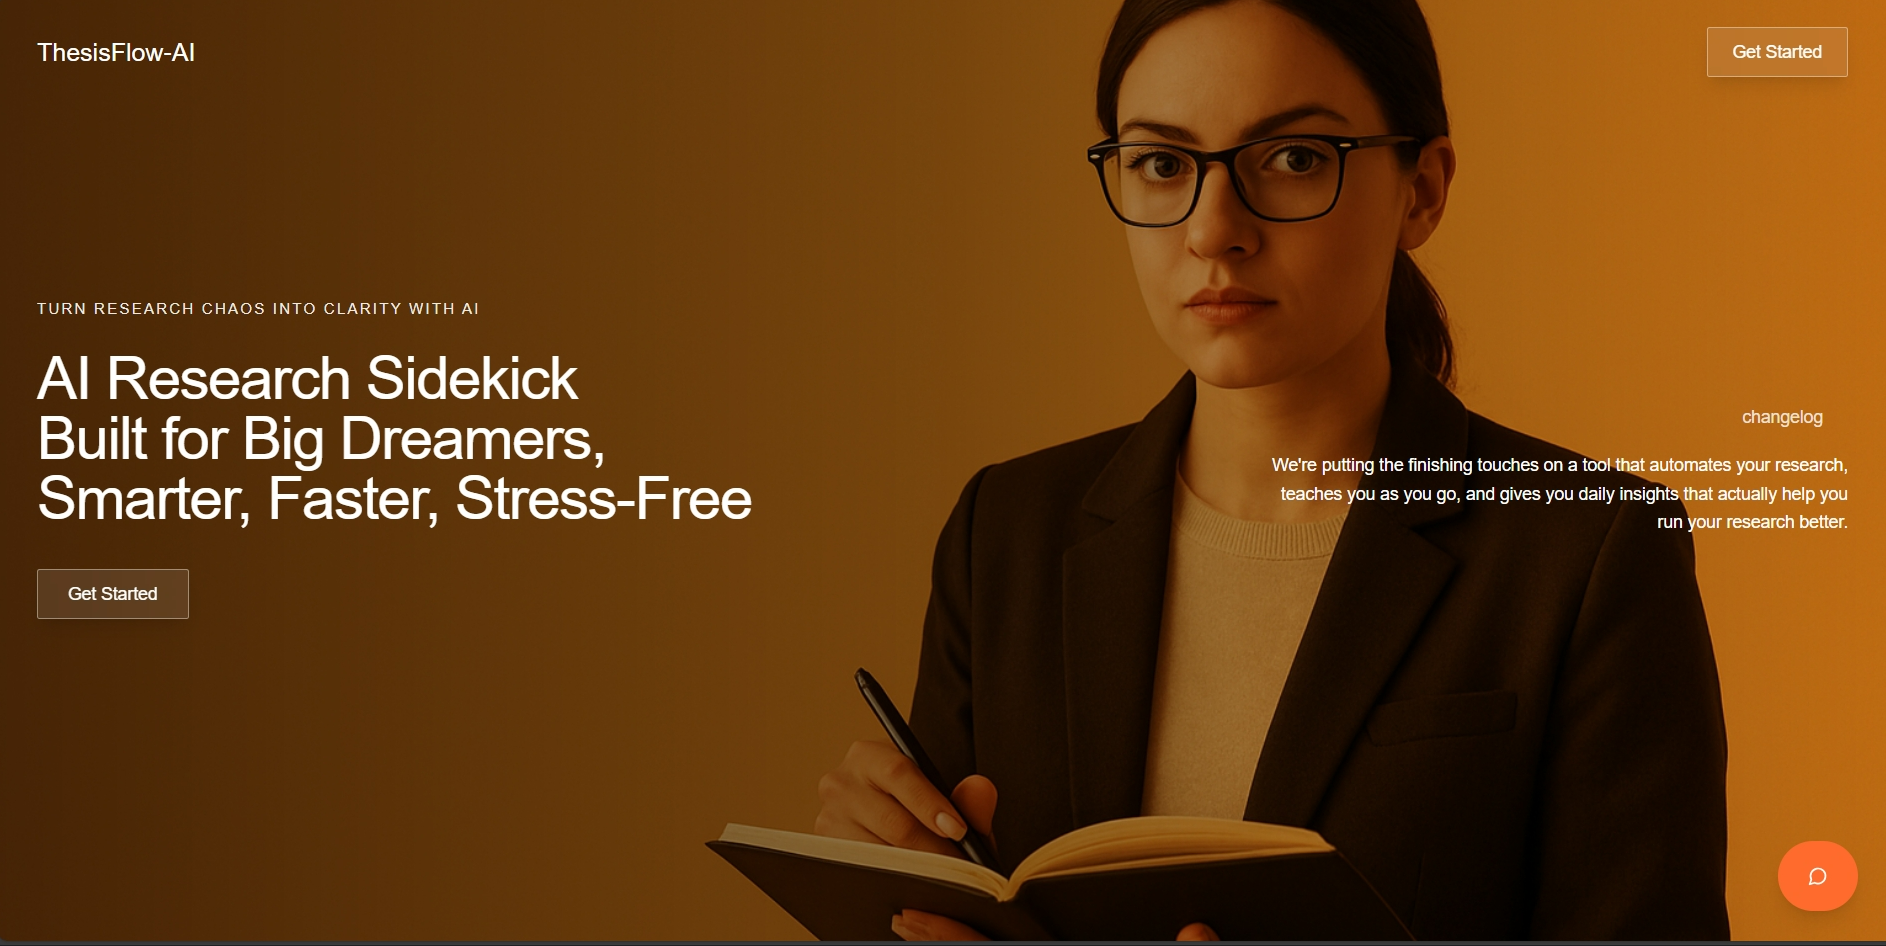 ThesisFlow-AI
Get Started
TURN RESEARCH CHAOS INTO CLARITY WITH AI
AI Research Sidekick
Built for Big Dreamers,
Smarter, Faster, Stress-Free
Get Started
changelog
We're putting the finishing touches on a tool that automates your research,
teaches you as you go, and gives you daily insights that actually help you
run your research better.